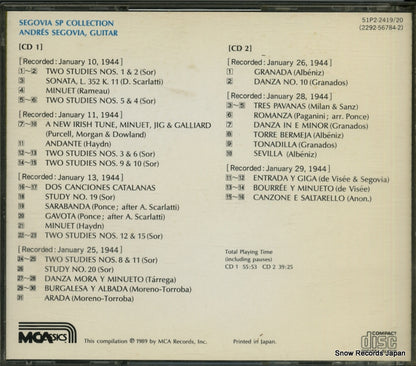 SEGOVIA SP COLLECTION
ANDRÉS SEGOVIA, GUITAR
51P2-2419/20
(2292-56784-2)
[CD 1]
[Recorded: January 10, 1944]
1~2 TWO STUDIES NOS. 1 & 2 (Sor)
3 SONATA, L. 352 K. 11 (D. Scarlatti)
4 MINUET (Rameau)
5~6 TWO STUDIES NOS. 5 & 4 (Sor)
[Recorded: January 11, 1944]
7~10 A NEW IRISH TUNE, MINUET, JIG & GALLIARD
(Purcell, Morgan & Dowland)
11 ANDANTE (Haydn)
12~13 TWO STUDIES NOS. 3 & 6 (Sor)
14~15 TWO STUDIES NOS. 9 & 10 (Sor)
[Recorded: January 13, 1944]
16~17 DOS CANCIONES CATALANAS
18 STUDY NO. 19 (Sor)
19 SARABANDA (Ponce; after A. Scarlatti)
20 GAVOTA (Ponce; after A. Scarlatti)
21 MINUET (Haydn)
22~23 TWO STUDIES NOS. 12 & 15 (Sor)
[Recorded: January 25, 1944]
24~25 TWO STUDIES NOS. 8 & 11 (Sor)
26 STUDY NO. 20 (Sor)
27~28 DANZA MORA Y MINUETO (Tárrega)
29~30 BURGALESA Y ALBADA (Moreno-Torroba)
31 ARADA (Moreno-Torroba)
[CD 2]
[Recorded: January 26, 1944]
1 GRANADA (Albéniz)
2 DANZA NO. 10 (Granados)
[Recorded: January 28, 1944]
3~5 TRES PAVANAS (Milan & Sanz)
6 ROMANZA (Paganini; arr. Ponce)
7 DANZA IN E MINOR (Granados)
8 TORRE BERMEJA (Albéniz)
9 TONADILLA (Granados)
10 SEVILLA (Albéniz)
[Recorded: January 29, 1944]
11~12 ENTRADA Y GIGA (de Visée & Segovia)
13~14 BOURRÉE Y MINUETO (de Visée)
15~16 CANZONE E SALTARELLO (Anon.)
Total Playing Time
(including pauses)
CD 1 55:53 CD 2 39:25
MCAssics
This compilation ℗ 1989 by MCA Records, Inc.
Printed in Japan.
COMPACT
disc
DIGITAL AUDIO
Snow Records Japan